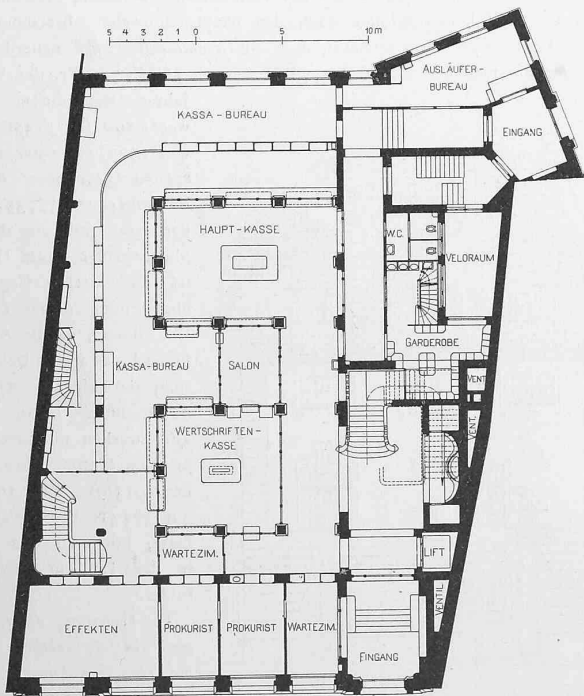 5 4 3 2 1 0 5 10 m
AUSLÄUFER-
BUREAU
KASSA-BUREAU
EINGANG
HAUPT-KASSE
W.C.
VELORAUM
GARDEROBE
KASSA-BUREAU
SALON
VENT.
WERTSCHRIFTEN-
KASSE
VENT.
WARTEZIM.
LIFT
VENTIL
EFFEKTEN
PROKURIST
PROKURIST
WARTEZIM.
EINGANG